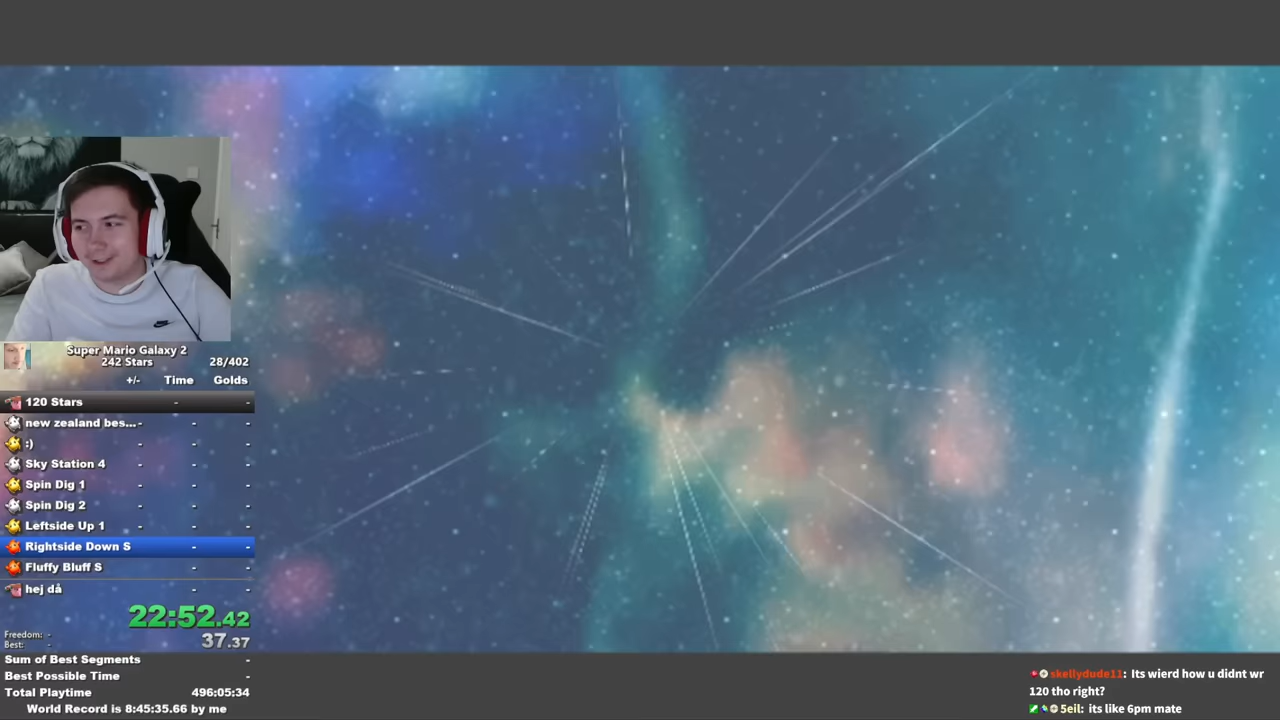 Super Mario Galaxy 2
242 Stars 28/402
+/- Time Golds
120 Stars - -
new zealand bes...- - -
:) - - -
Sky Station 4 - - -
Spin Dig 1 - - -
Spin Dig 2 - - -
Leftside Up 1 - - -
Rightside Down S - -
Fluffy Bluff S - -
hej då - -
22:52.42
Freedom: -
Best: -
37.37
Sum of Best Segments -
Best Possible Time -
Total Playtime 496:05:34
World Record is 8:45:35.66 by me
skellydude11: Its wierd how u didnt wr
120 tho right?
5eil: its like 6pm mate